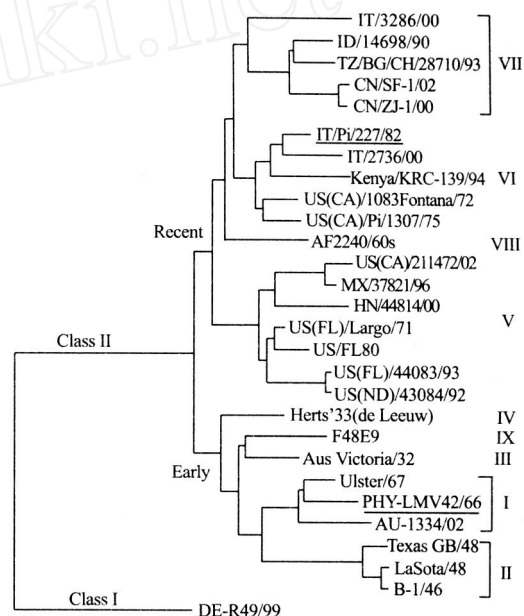 IT/3286/00
ID/14698/90
TZ/BG/CH/28710/93
VII
CN/SF-1/02
CN/ZJ-1/00
IT/Pi/227/82
IT/2736/00
Kenya/KRC-139/94 VI
US(CA)/1083Fontana/72
US(CA)/Pi/1307/75
Recent
AF2240/60s VIII
US(CA)/211472/02
MX/37821/96
HN/44814/00
V
US(FL)/Largo/71
Class II
US/FL80
US(FL)/44083/93
US(ND)/43084/92
Herts'33(de Leeuw) IV
F48E9 IX
Aus Victoria/32 III
Early
Ulster/67
PHY-LMV42/66 I
AU-1334/02
Texas GB/48
LaSota/48 II
B-1/46
Class I
DE-R49/99